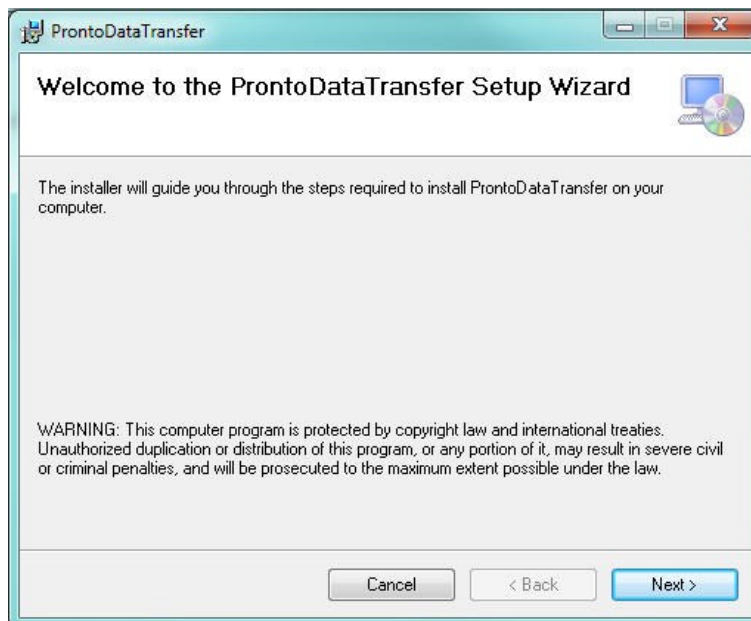 ProntoDataTransfer
Welcome to the ProntoDataTransfer Setup Wizard
The installer will guide you through the steps required to install ProntoDataTransfer on your
computer.
WARNING: This computer program is protected by copyright law and international treaties.
Unauthorized duplication or distribution of this program, or any portion of it, may result in severe civil
or criminal penalties, and will be prosecuted to the maximum extent possible under the law.
Cancel < Back Next >